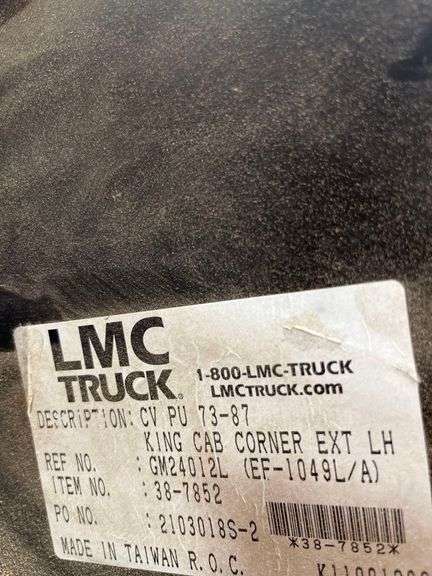 LMC
TRUCK®
1-800-LMC-TRUCK
LMCTRUCK.com
DESCRIPTION: CV PU 73-87
KING CAB CORNER EXT LH
REF NO. : GM24012L (EF-1049L/A)
ITEM NO. : 38-7852
PO NO. : 2103018S-2
*38-7852*
MADE IN TAIWAN R.O.C.